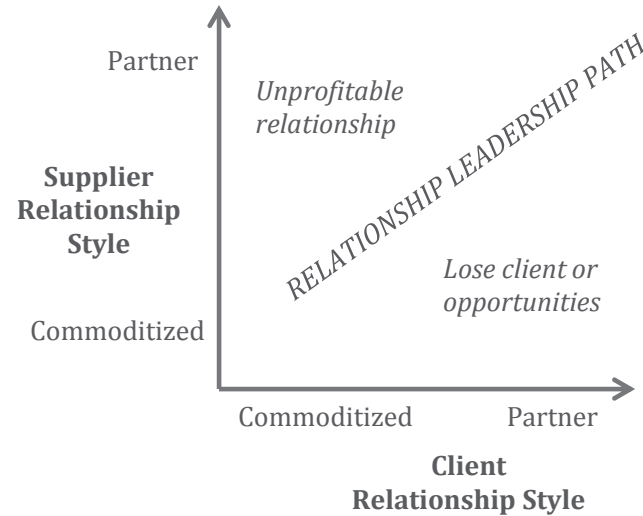 Partner
Unprofitable
relationship
RELATIONSHIP LEADERSHIP PATH
Supplier
Relationship
Style
Lose client or
opportunities
Commoditized
Commoditized
Partner
Client
Relationship Style